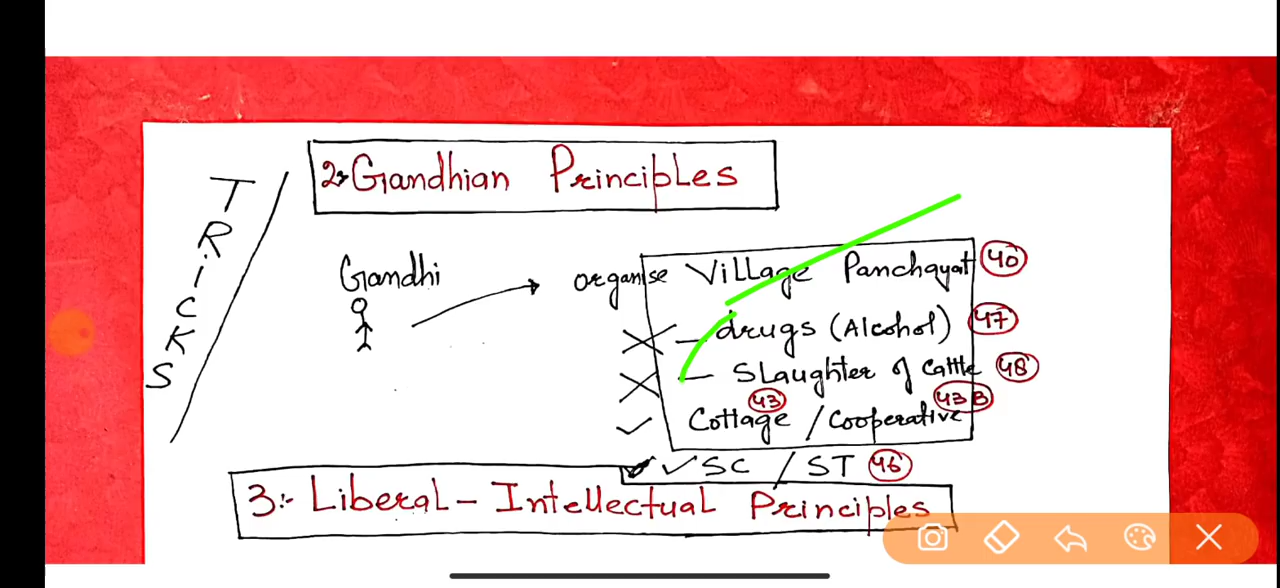 TRiCKS
2. Gandhian Principles
Gandhi
organise Village Panchayat 40
drugs (Alcohol) 47
Slaughter of Cattle 48
43 43B
Cottage / Cooperative
SC / ST 46
3:- Liberal - Intellectual Principles